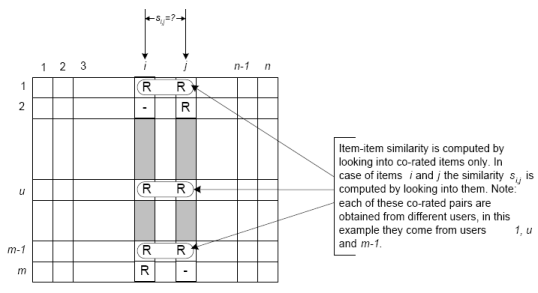 s i,j =?
1 2 3 i j n-1 n
1 R R
2 - R
u R R
m-1 R R
m R -
Item-item similarity is computed by
looking into co-rated items only. In
case of items i and j the similarity s i,j is
computed by looking into them. Note:
each of these co-rated pairs are
obtained from different users, in this
example they come from users 1, u
and m-1.